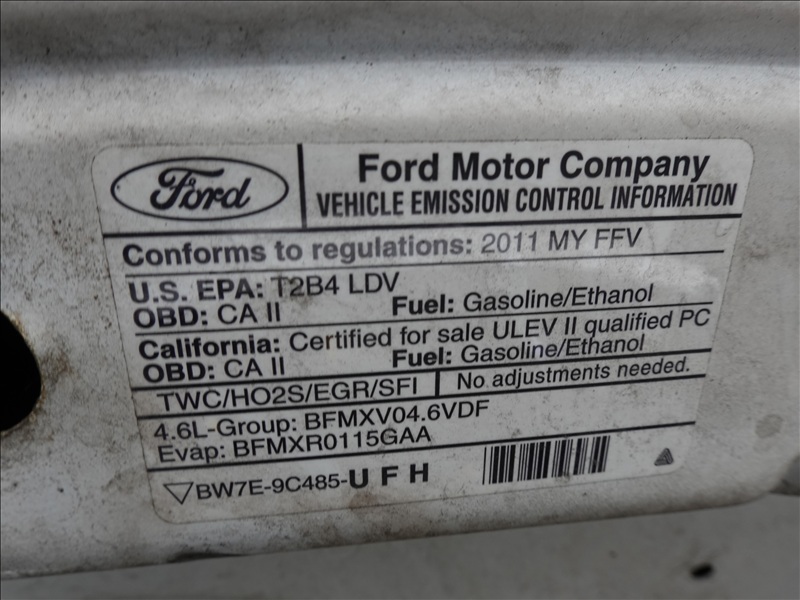 Ford
Ford Motor Company
VEHICLE EMISSION CONTROL INFORMATION
Conforms to regulations: 2011 MY FFV
U.S. EPA: T2B4 LDV
OBD: CA II Fuel: Gasoline/Ethanol
California: Certified for sale ULEV II qualified PC
OBD: CA II Fuel: Gasoline/Ethanol
TWC/HO2S/EGR/SFI No adjustments needed.
4.6L-Group: BFMXV04.6VDF
Evap: BFMXR0115GAA
BW7E-9C485-UFH